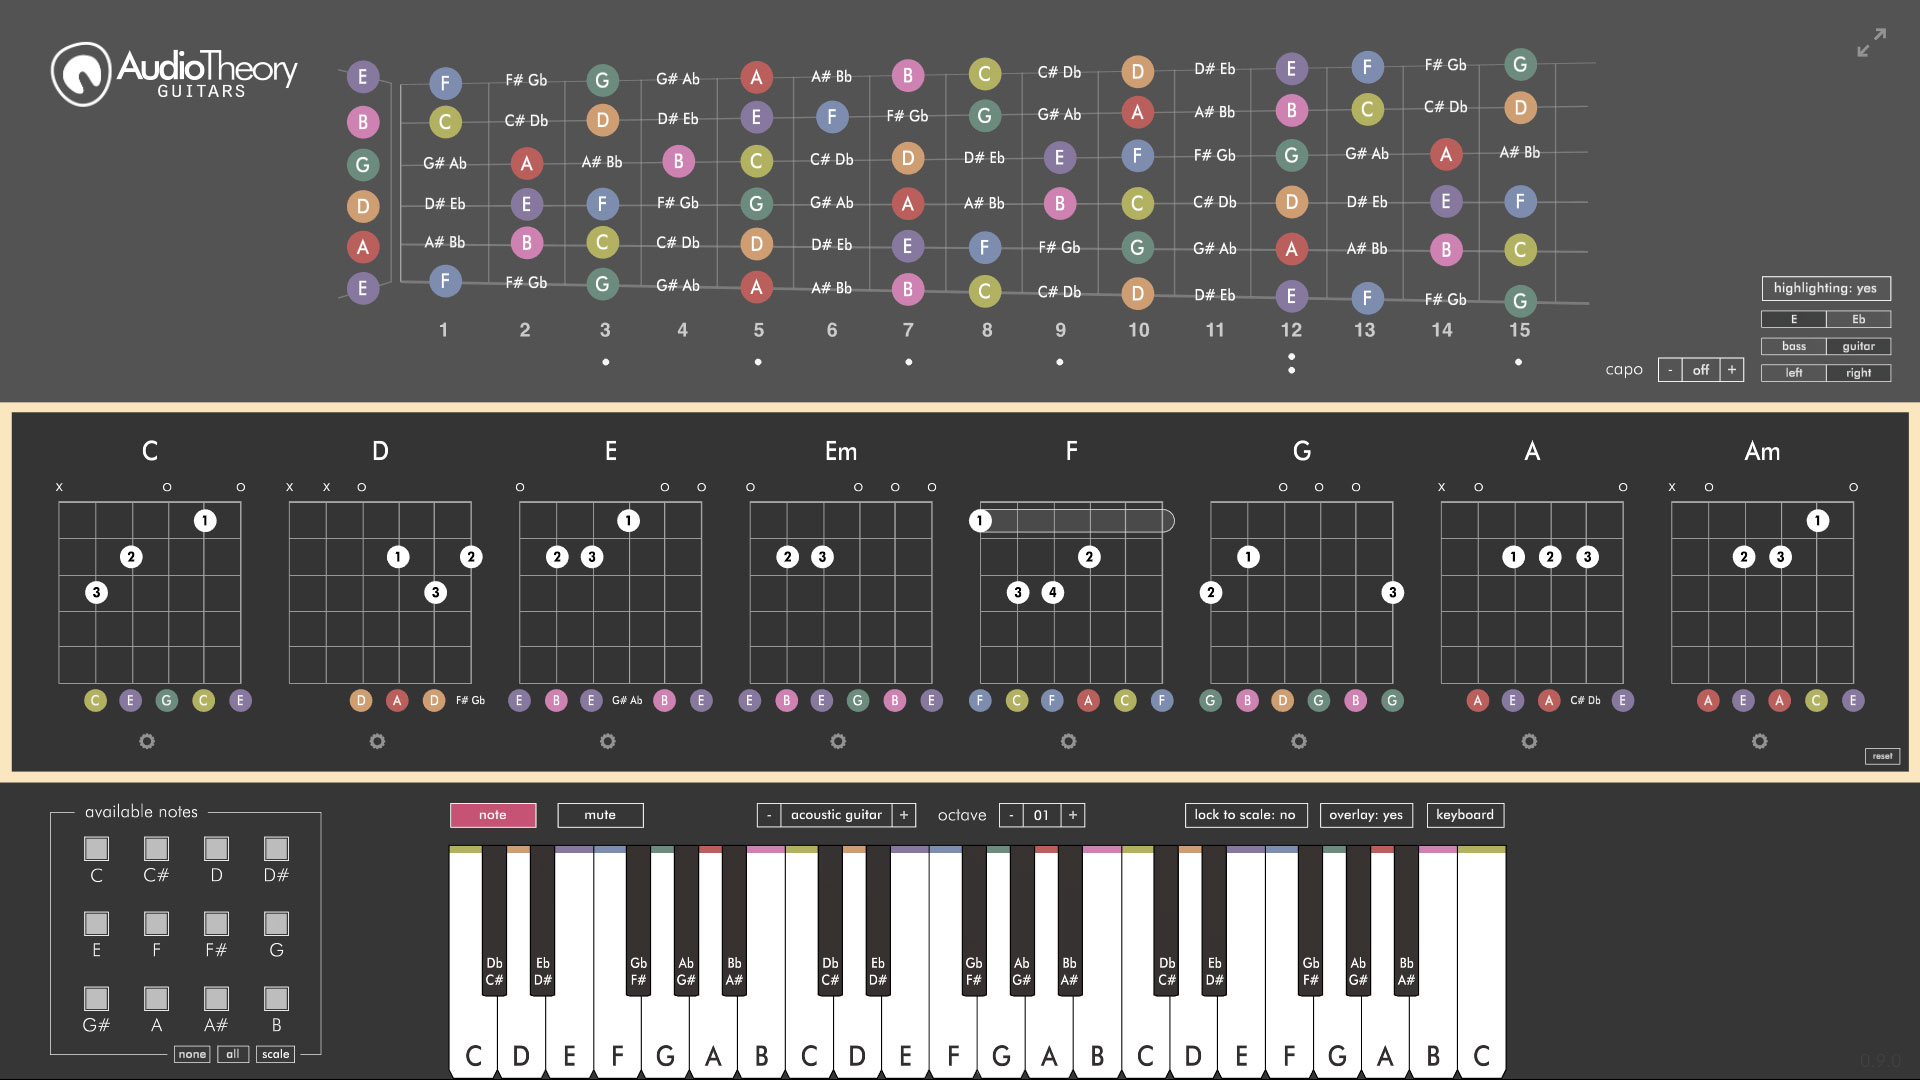 AudioTheory
GUITARS
E F F# Gb G G# Ab A A# Bb B C C# Db D D# Eb E F F# Gb G
B C C# Db D D# Eb E F F# Gb G G# Ab A A# Bb B C C# Db D
G G# Ab A A# Bb B C C# Db D D# Eb E F F# Gb G G# Ab A A# Bb
D D# Eb E F F# Gb G G# Ab A A# Bb B C C# Db D D# Eb E F
A A# Bb B C C# Db D D# Eb E F F# Gb G G# Ab A A# Bb B C
E F F# Gb G G# Ab A A# Bb B C C# Db D D# Eb E F F# Gb G
1 2 3 4 5 6 7 8 9 10 11 12 13 14 15
highlighting: yes
E Eb
bass guitar
capo - off + left right
C D E Em F G A Am
x o o x x o o o o o o o o o o o x o o x o o
1 1 1 1
2 1 2 2 3 2 3 2 1 1 2 3 2 3
3 3 3 4 2 3
C E G C E D A D F# Gb E B E G# Ab B E E B E G B E F C F A C F G B D G B G A E A C# Db E A E A C E
reset
available notes
C C# D D#
E F F# G
G# A A# B
none all scale
note mute - acoustic guitar + octave - 01 + lock to scale: no overlay: yes keyboard
Db Eb Gb Ab Bb Db Eb Gb Ab Bb Db Eb Gb Ab Bb
C# D# F# G# A# C# D# F# G# A# C# D# F# G# A#
C D E F G A B C D E F G A B C D E F G A B C
0.9.0